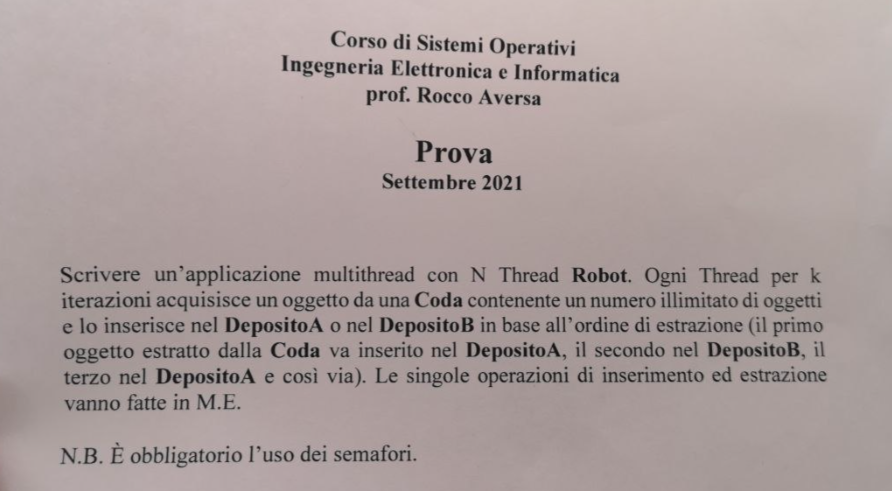 Corso di Sistemi Operativi
Ingegneria Elettronica e Informatica
prof. Rocco Aversa
Prova
Settembre 2021
Scrivere un'applicazione multithread con N Thread Robot. Ogni Thread per k
iterazioni acquisisce un oggetto da una Coda contenente un numero illimitato di oggetti
e lo inserisce nel DepositoA o nel DepositoB in base all'ordine di estrazione (il primo
oggetto estratto dalla Coda va inserito nel DepositoA, il secondo nel DepositoB, il
terzo nel DepositoA e così via). Le singole operazioni di inserimento ed estrazione
vanno fatte in M.E.
N.B. È obbligatorio l'uso dei semafori.